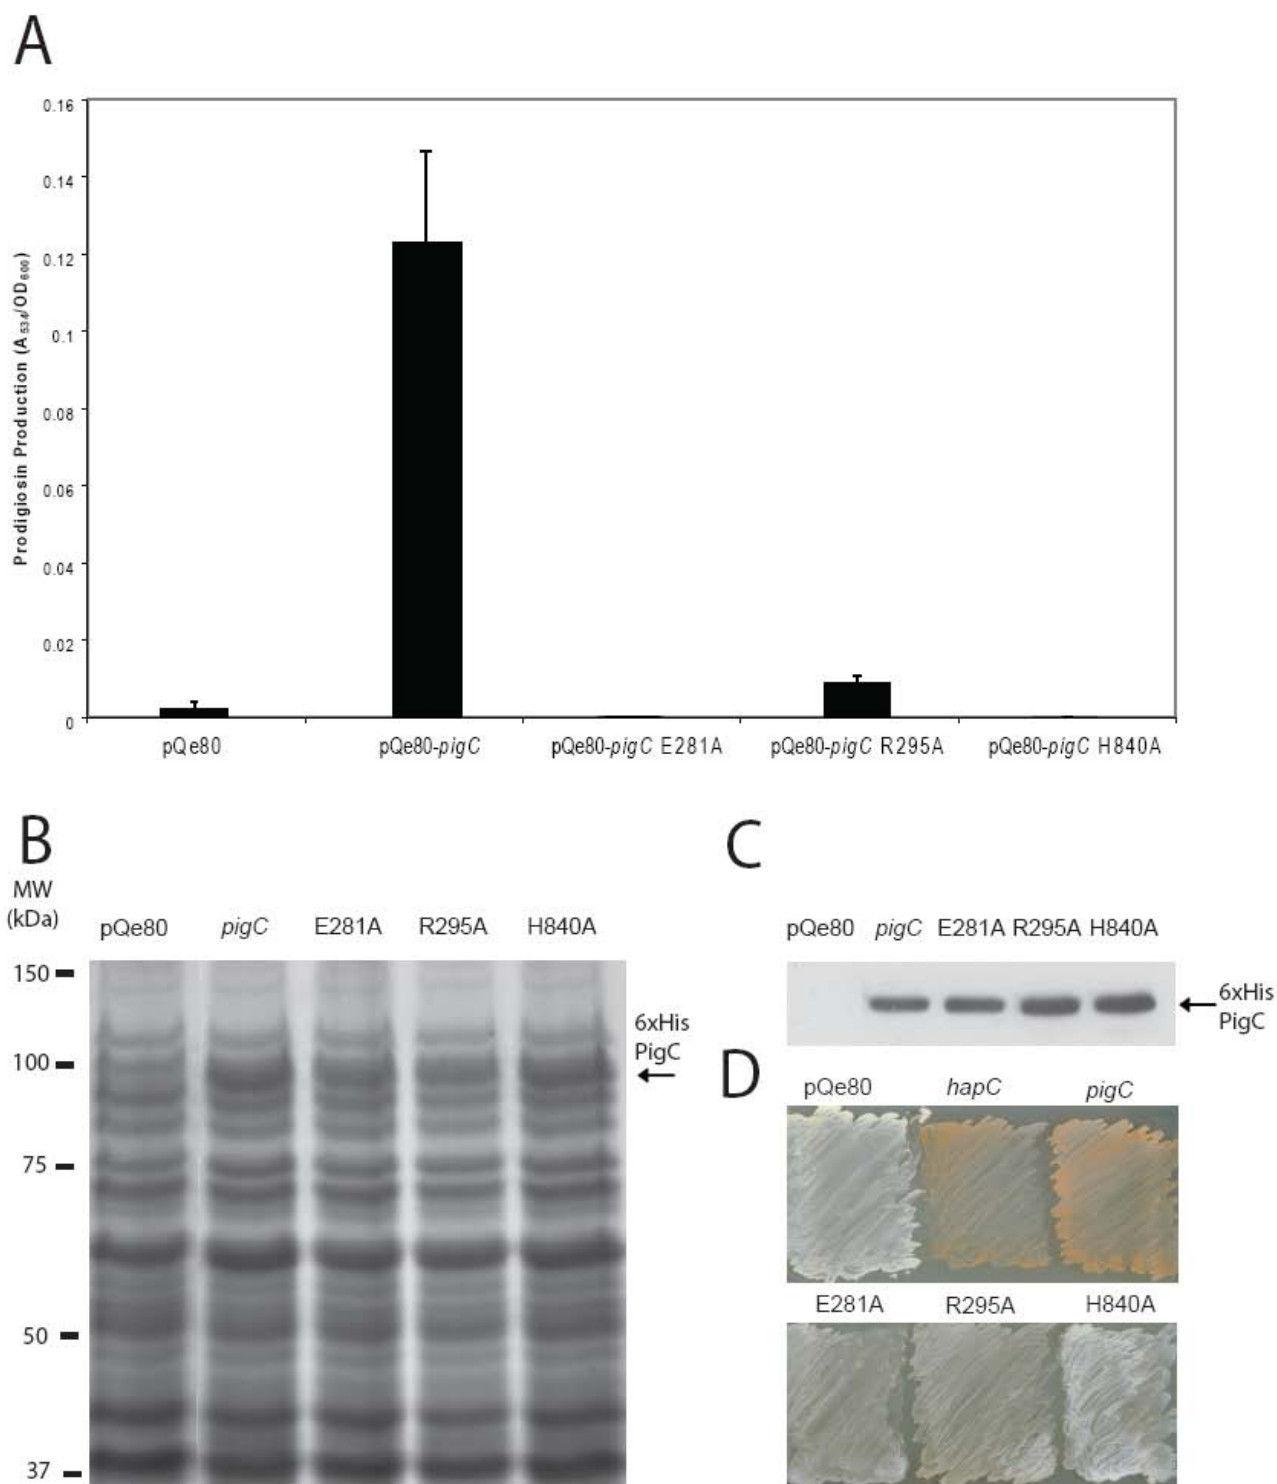 A
Prodigiosin Production (A534/OD600)
0.16
0.14
0.12
0.1
0.08
0.06
0.04
0.02
0
pQe80 pQe80-pigC pQe80-pigC E281A pQe80-pigC R295A pQe80-pigC H840A
B
MW
(kDa)
pQe80 pigC E281A R295A H840A
150
100
75
50
37
6xHis
PigC
C
pQe80 pigC E281A R295A H840A
6xHis
PigC
D
pQe80 hapC pigC
E281A R295A H840A